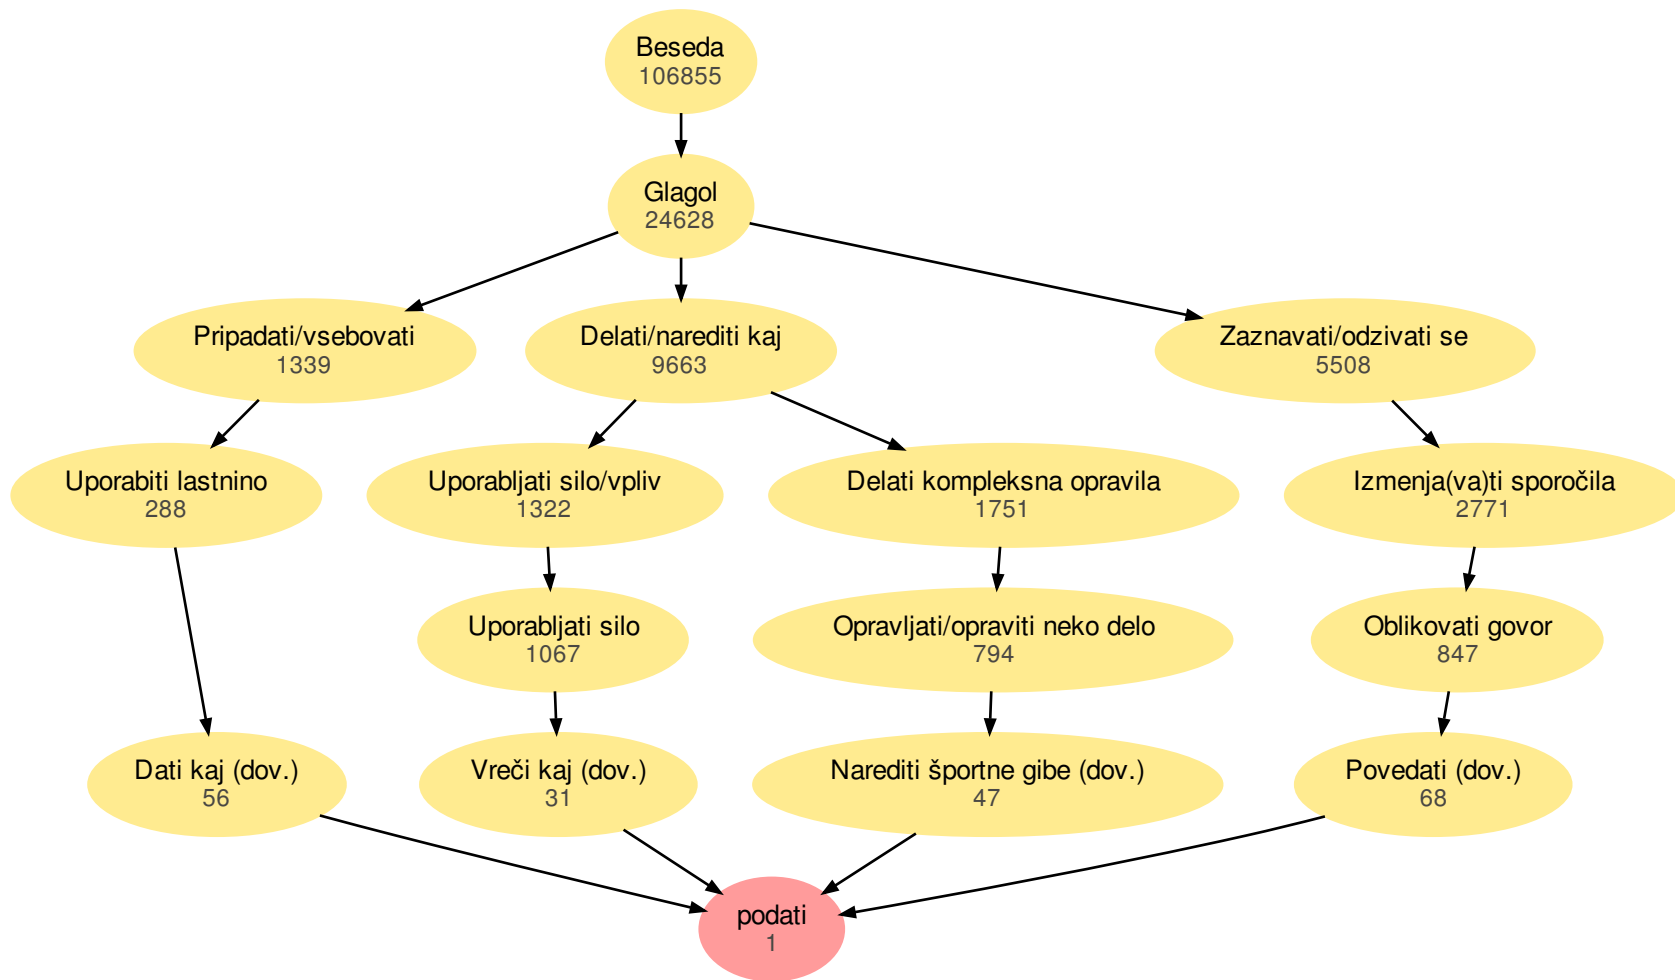 Beseda
106855
Glagol
24628
Pripadati/vsebovati
1339
Delati/narediti kaj
9663
Zaznavati/odzivati se
5508
Uporabiti lastnino
288
Uporabljati silo/vpliv
1322
Delati kompleksna opravila
1751
Izmenja(va)ti sporočila
2771
Uporabljati silo
1067
Opravljati/opraviti neko delo
794
Oblikovati govor
847
Dati kaj (dov.)
56
Vreči kaj (dov.)
31
Narediti športne gibe (dov.)
47
Povedati (dov.)
68
podati
1